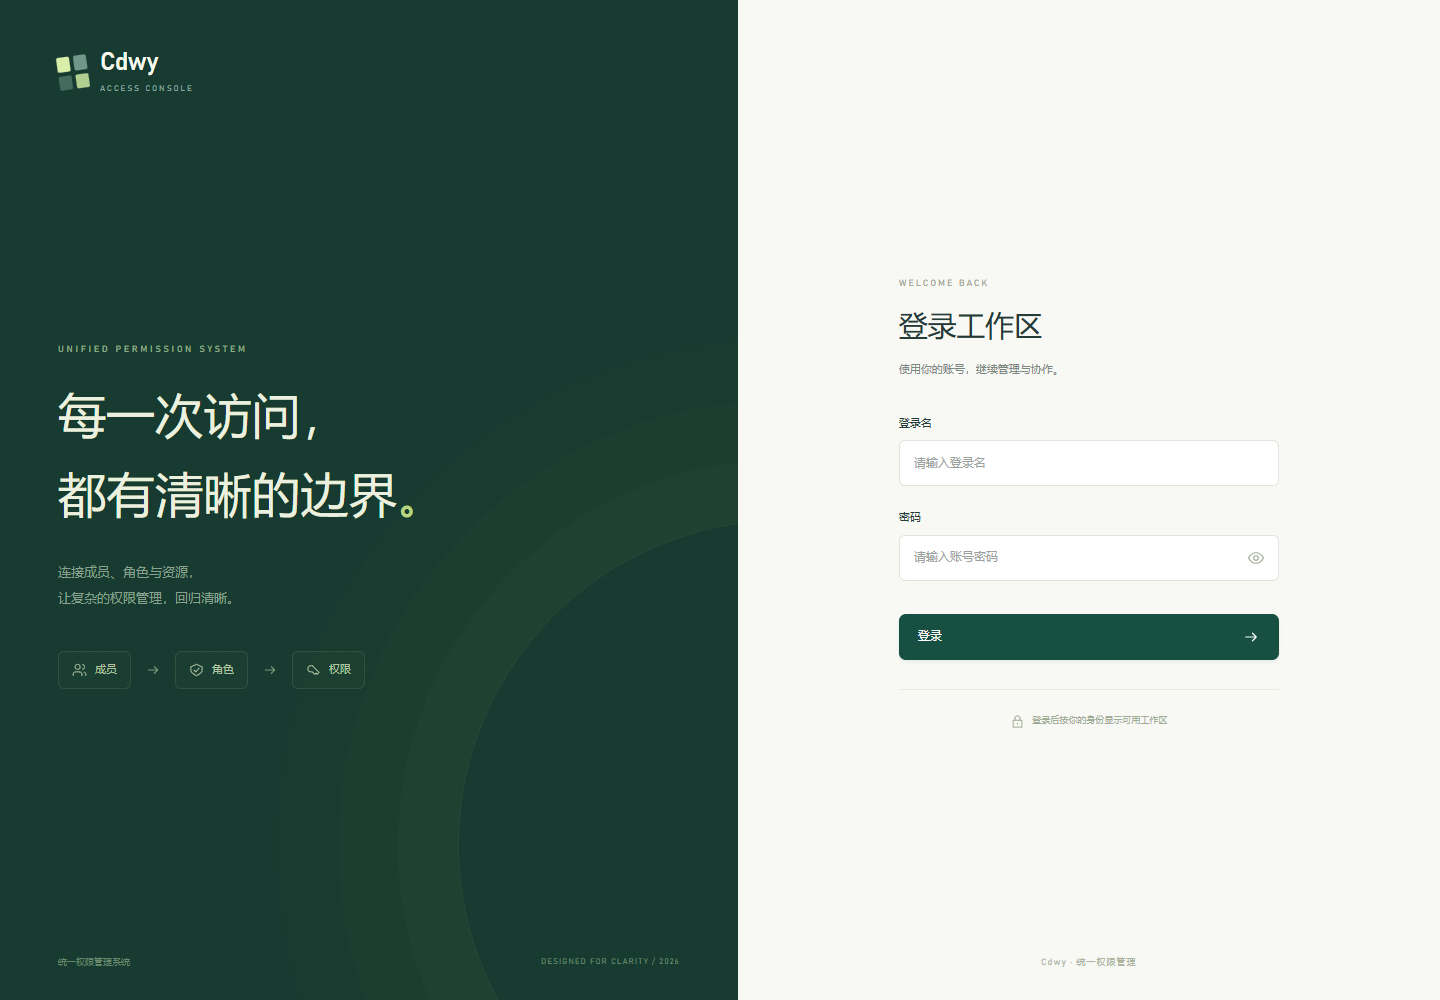 Cdwy
ACCESS CONSOLE
UNIFIED PERMISSION SYSTEM
每一次访问，
都有清晰的边界。
连接成员、角色与资源，
让复杂的权限管理，回归清晰。
成员
角色
权限
统一权限管理系统
DESIGNED FOR CLARITY / 2026
WELCOME BACK
登录工作区
使用你的账号，继续管理与协作。
登录名
请输入登录名
密码
请输入账号密码
登录
登录后按你的身份显示可用工作区
Cdwy · 统一权限管理